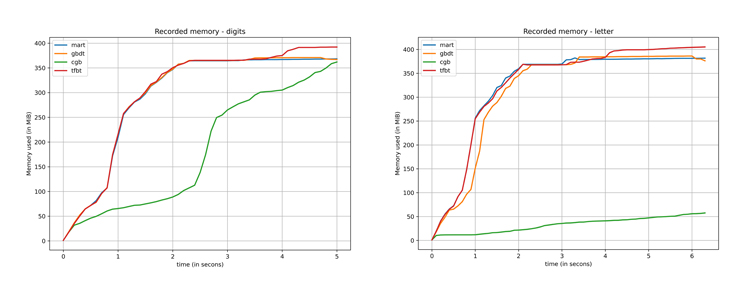 Recorded memory - digits
mart
gbdt
cgb
tfbt
Memory used (in MiB)
400
350
300
250
200
150
100
50
0
0 1 2 3 4 5
time (in secons)
Recorded memory - letter
mart
gbdt
cgb
tfbt
Memory used (in MiB)
400
350
300
250
200
150
100
50
0
0 1 2 3 4 5 6
time (in secons)